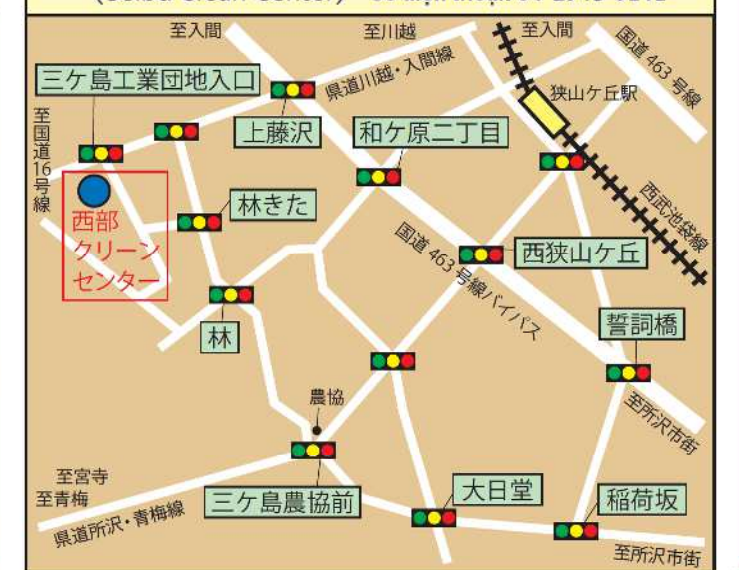 至入間
至川越
至入間
国道463号線
三ケ島工業団地入口
県道川越・入間線
狭山ケ丘駅
至国道16号線
上藤沢
和ケ原二丁目
西部
クリーン
センター
林きた
西武池袋線
国道463号線バイパス
西狭山ケ丘
林
誓詞橋
農協
至所沢市街
至宮寺
至青梅
三ケ島農協前
大日堂
稲荷坂
県道所沢・青梅線
至所沢市街